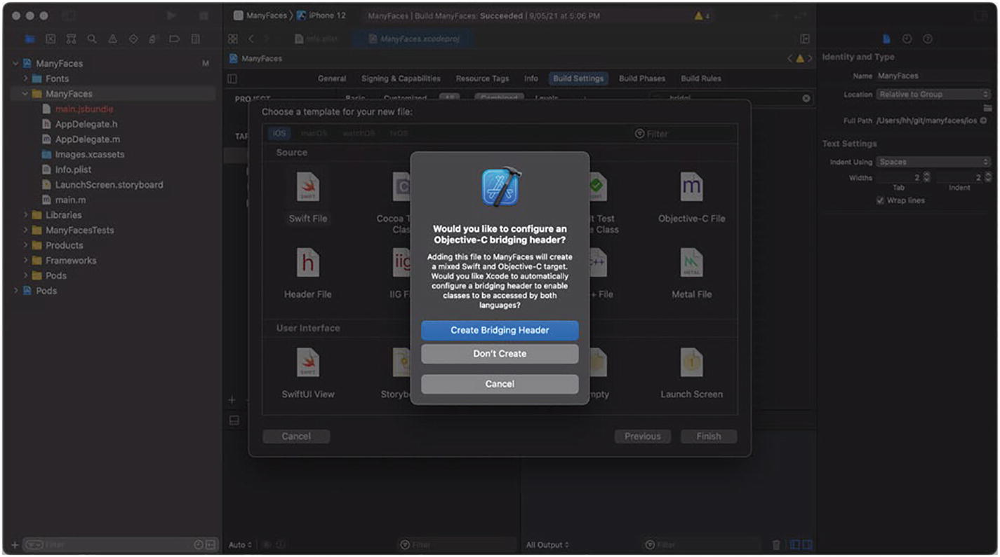 ManyFaces
iPhone 12
ManyFaces | Build ManyFaces: Succeeded | 9/05/21 at 5:06 PM
4
Info.plist
ManyFaces.xcodeproj
ManyFaces
M
Fonts
ManyFaces
main.jsbundle
AppDelegate.h
AppDelegate.m
Images.xcassets
Info.plist
LaunchScreen.storyboard
main.m
Libraries
ManyFacesTests
Products
Frameworks
Pods
Pods
Filter
ManyFaces
General Signing & Capabilities Resource Tags Info Build Settings Build Phases Build Rules
PROJECT
Basic Customized All Combined Levels +
bridgi
TAR
Choose a template for your new file:
iOS macOS watchOS tvOS
Filter
Source
Swift File
Cocoa T
Clas
it Test
e Class
Objective-C File
Header File
IIG Fi
+ File
Metal File
User Interface
SwiftUI View
Storybo
mpty
Launch Screen
Cancel
Previous
Finish
Would you like to configure an
Objective-C bridging header?
Adding this file to ManyFaces will create
a mixed Swift and Objective-C target.
Would you like Xcode to automatically
configure a bridging header to enable
classes to be accessed by both
languages?
Create Bridging Header
Don't Create
Cancel
Auto
Filter
All Output
Filter
Identity and Type
Name ManyFaces
Location Relative to Group
Full Path /Users/hh/git/manyfaces/ios
Text Settings
Indent Using Spaces
Widths 2 2
Tab Indent
Wrap lines